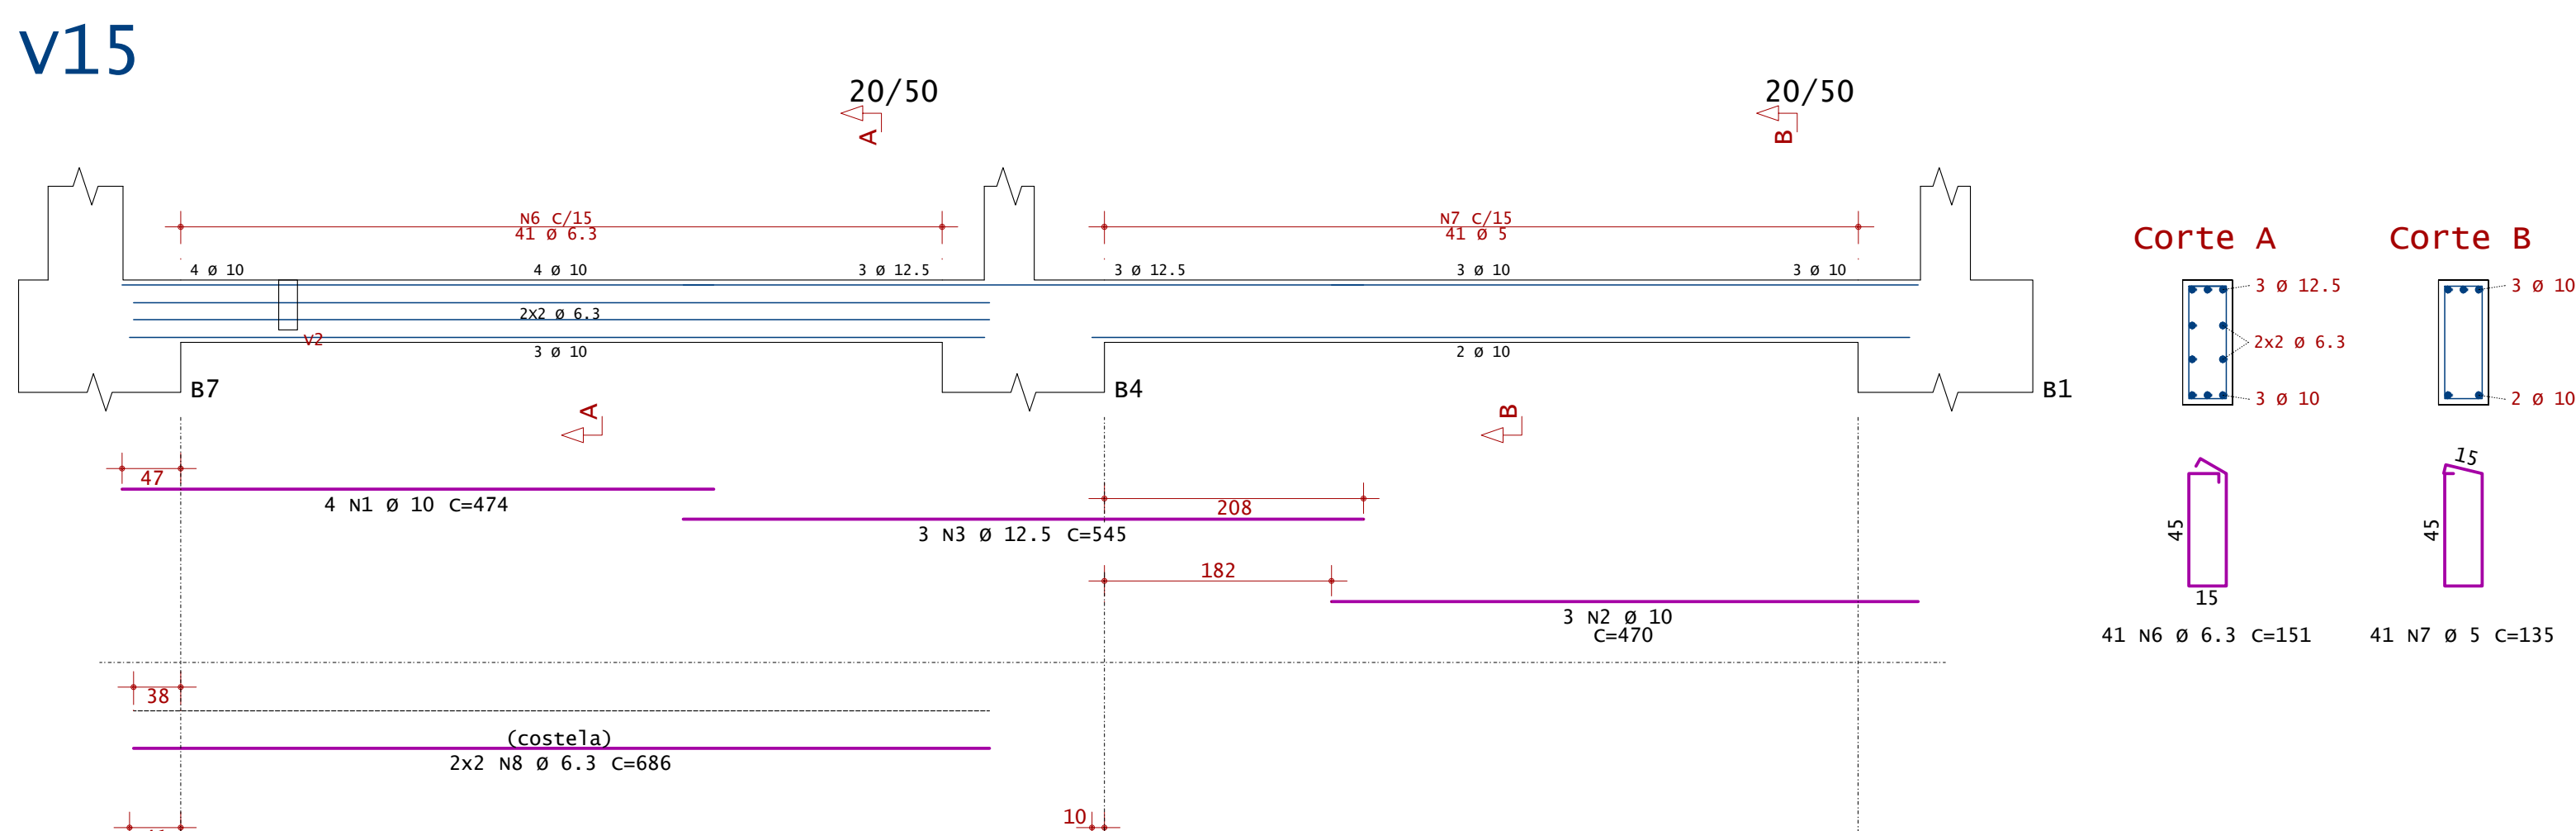 V15
20/50
20/50
A
B
N6 C/15
41 Ø 6.3
N7 C/15
41 Ø 5
Corte A
Corte B
4 Ø 10
4 Ø 10
3 Ø 12.5
3 Ø 12.5
3 Ø 10
3 Ø 10
3 Ø 12.5
3 Ø 10
2x2 Ø 6.3
V2
2x2 Ø 6.3
3 Ø 10
2 Ø 10
B7
B4
B1
3 Ø 10
2 Ø 10
A
B
47
4 N1 Ø 10 C=474
208
3 N3 Ø 12.5 C=545
182
3 N2 Ø 10
C=470
15
45
15
45
41 N6 Ø 6.3 C=151
41 N7 Ø 5 C=135
38
(costela)
2x2 N8 Ø 6.3 C=686
10